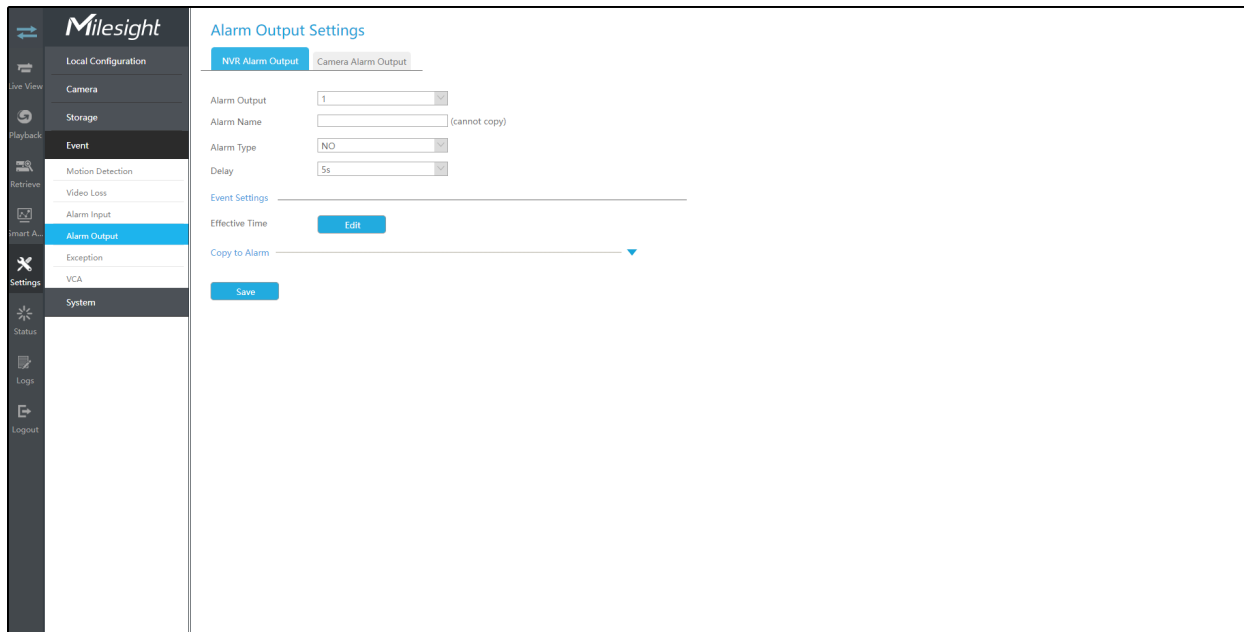 Milesight
Live View
Playback
Retrieve
Smart A...
Settings
Status
Logs
Logout
Local Configuration
Camera
Storage
Event
Motion Detection
Video Loss
Alarm Input
Alarm Output
Exception
VCA
System
Alarm Output Settings
NVR Alarm Output Camera Alarm Output
Alarm Output 1
Alarm Name (cannot copy)
Alarm Type NO
Delay 5s
Event Settings
Effective Time Edit
Copy to Alarm
Save